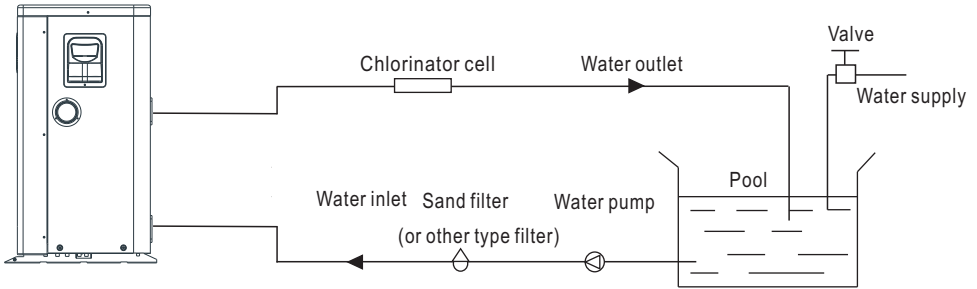 Valve
Chlorinator cell
Water outlet
Water supply
Pool
Water inlet
Sand filter
(or other type filter)
Water pump